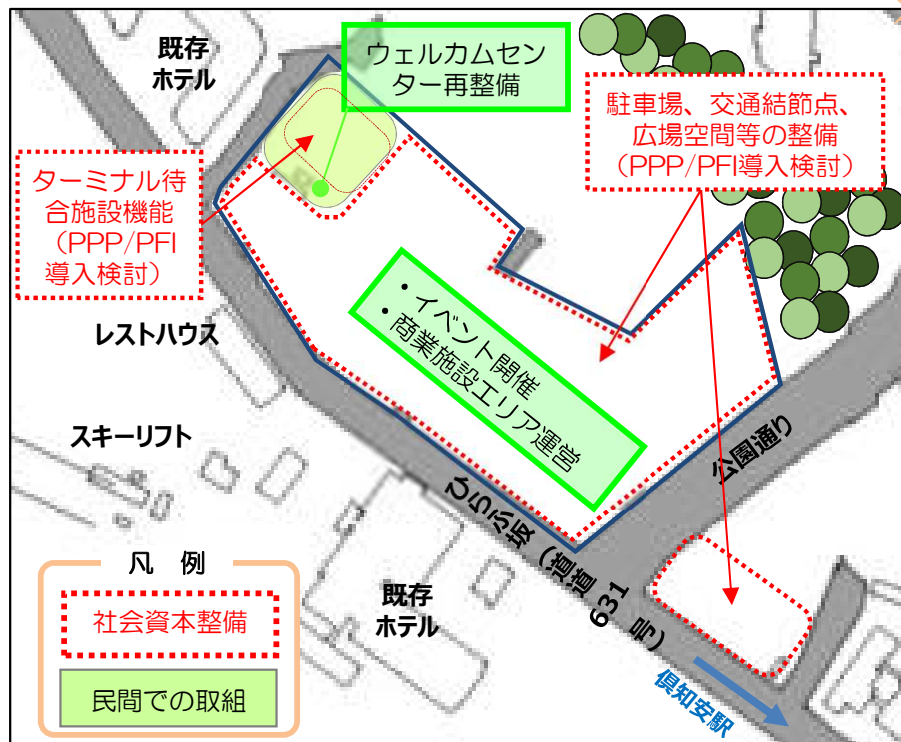 既存
ホテル
ウェルカムセン
ター再整備
駐車場、交通結節点、
広場空間等の整備
（PPP/PFI導入検討）
ターミナル待
合施設機能
（PPP/PFI
導入検討）
・イベント開催
・商業施設エリア運営
レストハウス
スキーリフト
公園通り
ひらふ坂（道道631号）
既存
ホテル
倶知安駅
凡　例
社会資本整備
民間での取組